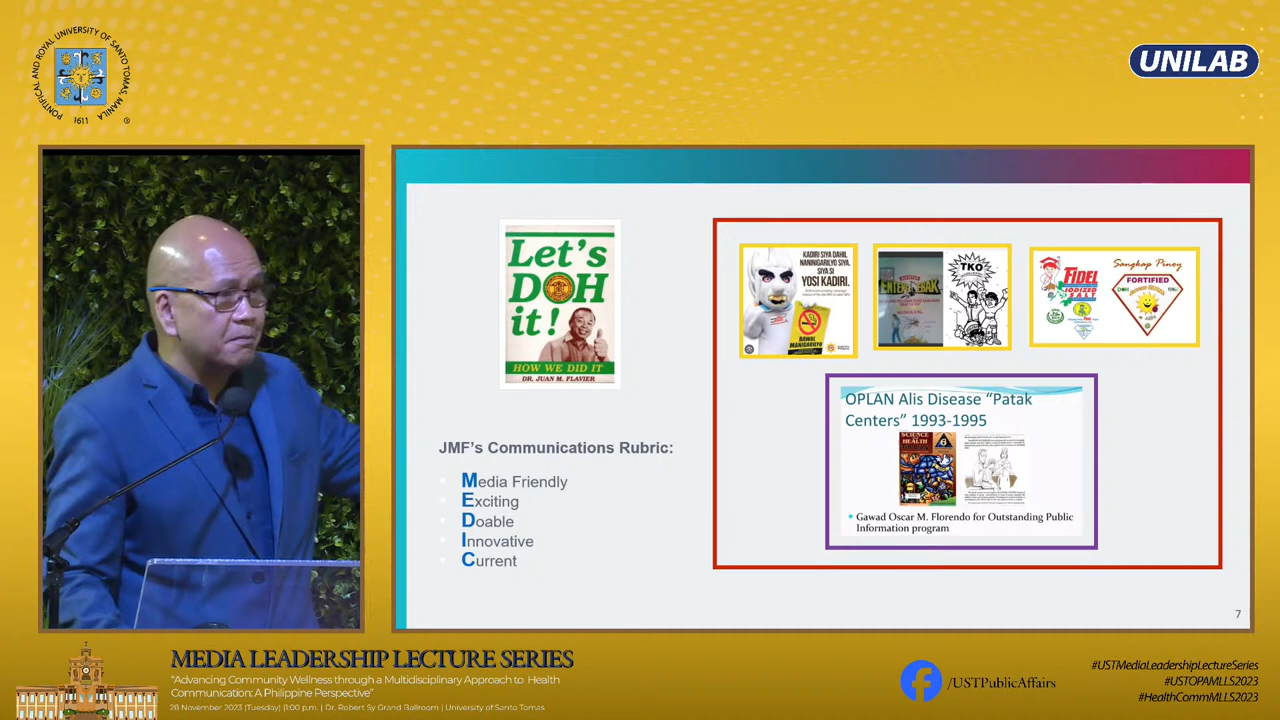 PONTIFICAL AND ROYAL UNIVERSITY OF SANTO TOMAS, MANILA
1611
UNILAB
Let's
DOH
it!
HOW WE DID IT
DR. JUAN M. FLAVIER
JMF's Communications Rubric:
Media Friendly
Exciting
Doable
Innovative
Current
KADIRI SIYA DAHIL
NANINIGARILYO SIYA.
SIYA SI
YOSI KADIRI.
BAWAL
MANIGARILYO
TKO
FIDEL
IODIZED
SALT
Sangkap Pinoy
FORTIFIED
OPLAN Alis Disease “Patak
Centers” 1993-1995
SCIENCE
HEALTH
6
• Gawad Oscar M. Florendo for Outstanding Public
Information program
7
MEDIA LEADERSHIP LECTURE SERIES
“Advancing Community Wellness through a Multidisciplinary Approach to Health
Communication: A Philippine Perspective”
28 November 2023 (Tuesday) | 1:00 p.m. | Dr. Robert Sy Grand Ballroom | University of Santo Tomas
/USTPublicAffairs
#USTMediaLeadershipLectureSeries
#USTOPAMLLS2023
#HealthCommMLLS2023